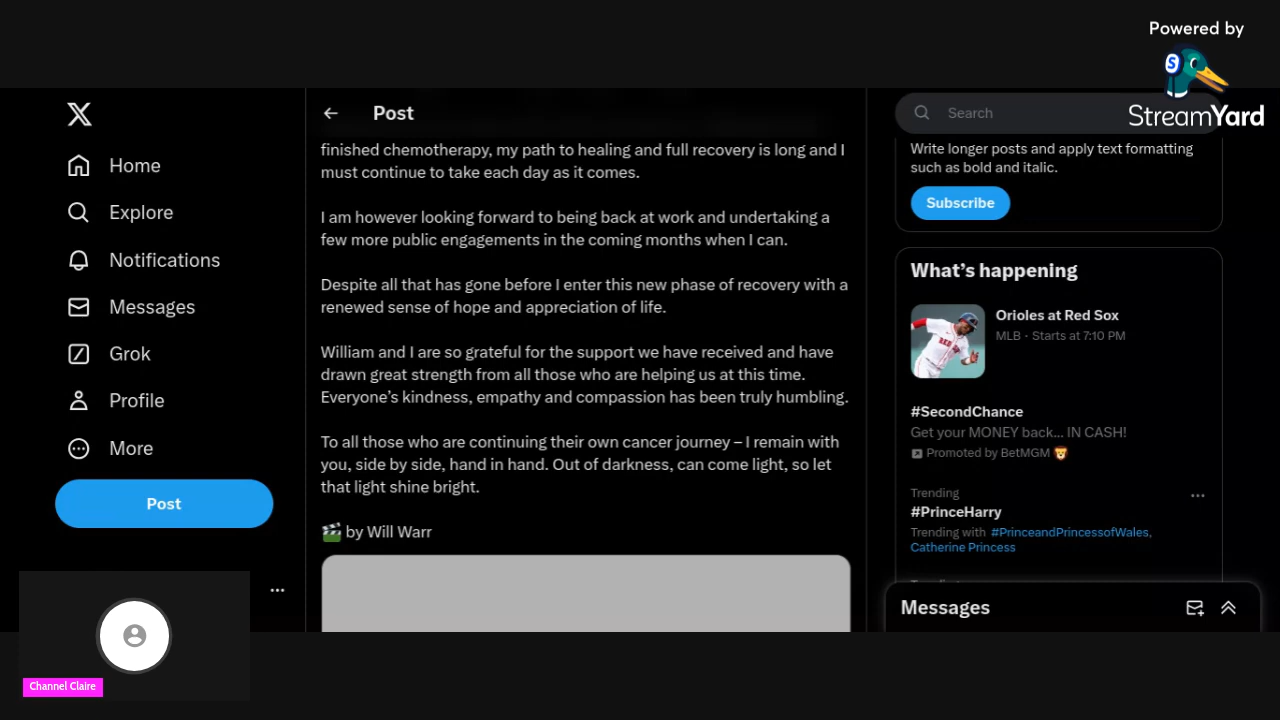 Powered by
StreamYard
Home
Explore
Notifications
Messages
Grok
Profile
More
Post
Channel Claire
Post
finished chemotherapy, my path to healing and full recovery is long and I
must continue to take each day as it comes.
I am however looking forward to being back at work and undertaking a
few more public engagements in the coming months when I can.
Despite all that has gone before I enter this new phase of recovery with a
renewed sense of hope and appreciation of life.
William and I are so grateful for the support we have received and have
drawn great strength from all those who are helping us at this time.
Everyone’s kindness, empathy and compassion has been truly humbling.
To all those who are continuing their own cancer journey – I remain with
you, side by side, hand in hand. Out of darkness, can come light, so let
that light shine bright.
🎬 by Will Warr
Search
Write longer posts and apply text formatting
such as bold and italic.
Subscribe
What’s happening
Orioles at Red Sox
MLB · Starts at 7:10 PM
#SecondChance
Get your MONEY back... IN CASH!
Promoted by BetMGM 🦁
Trending
#PrinceHarry
Trending with #PrinceandPrincessofWales,
Catherine Princess
Messages